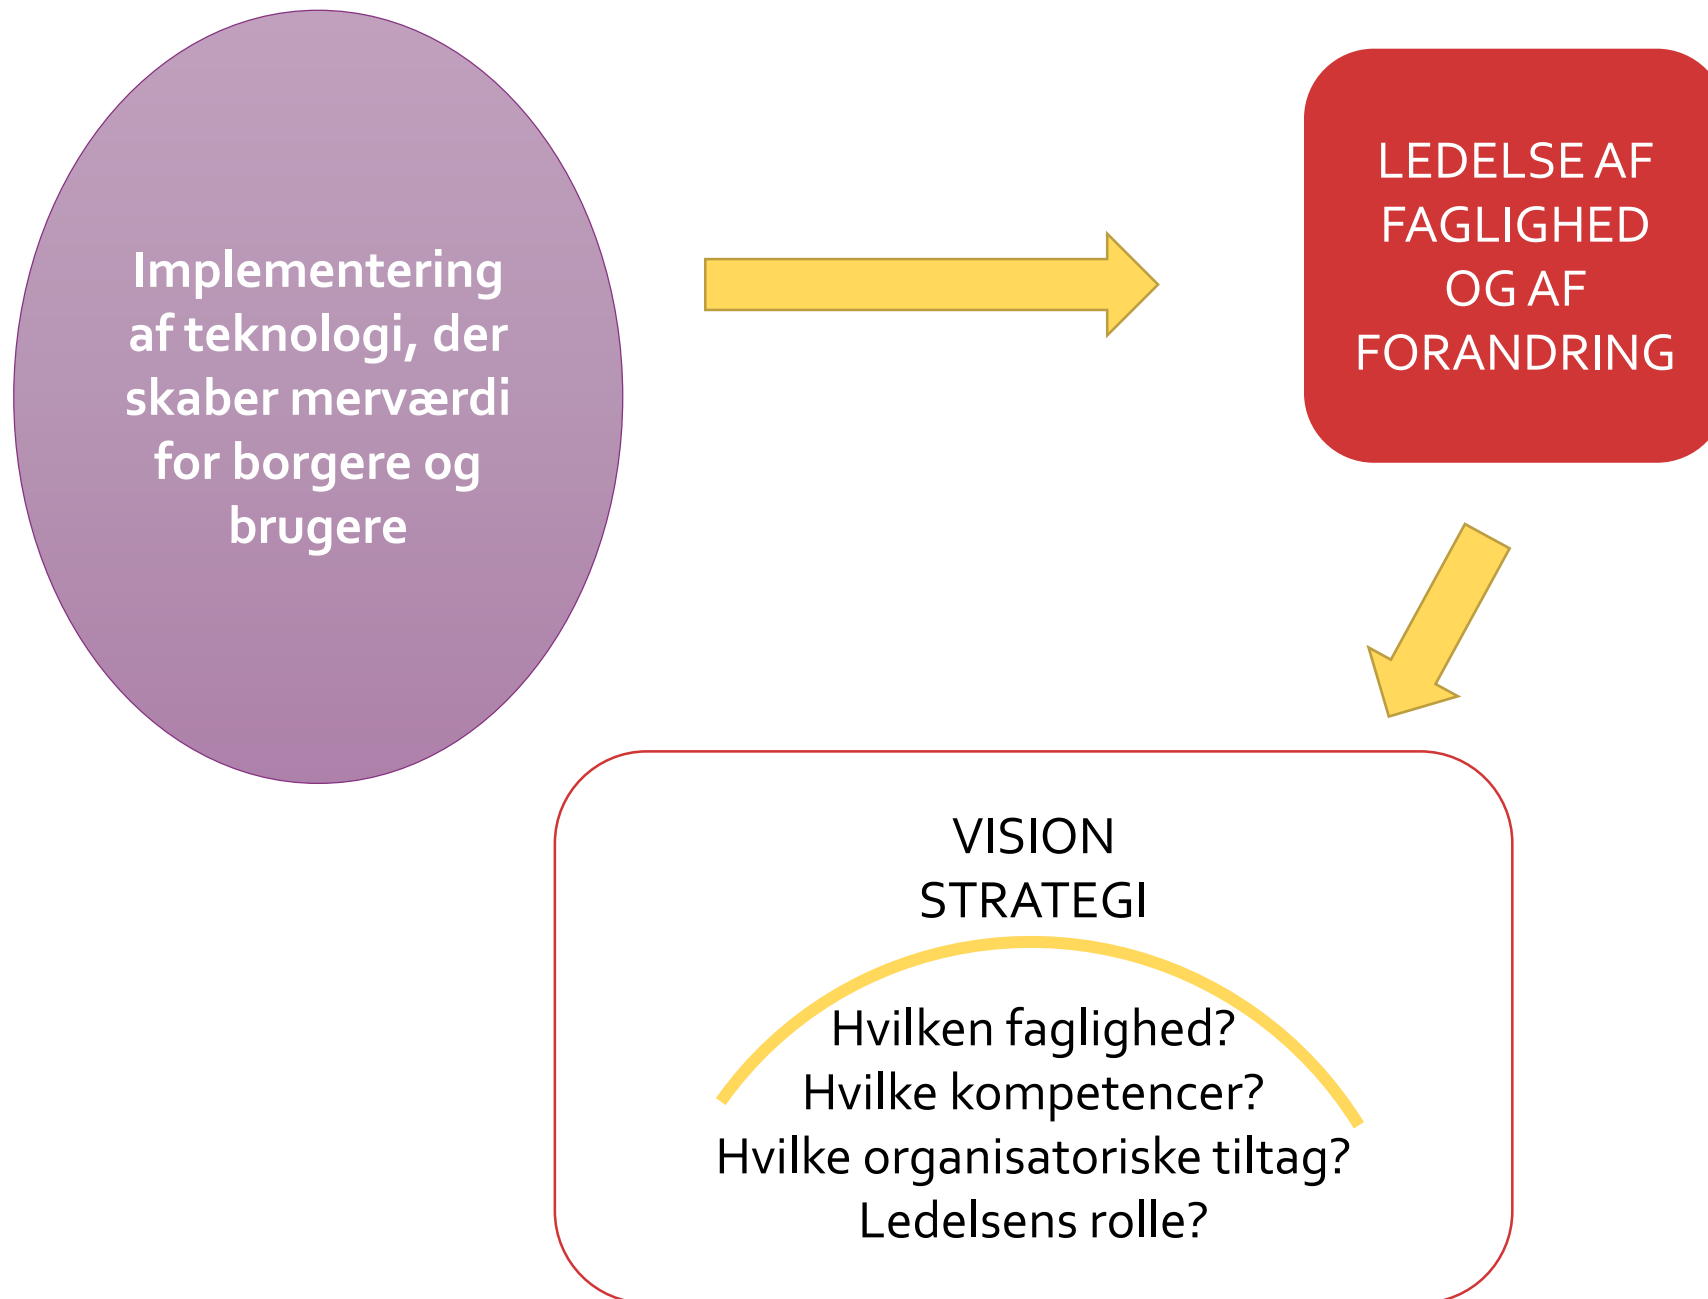 Implementering
af teknologi, der
skaber merværdi
for borgere og
brugere
LEDELSE AF
FAGLIGHED
OG AF
FORANDRING
VISION
STRATEGI
Hvilken faglighed?
Hvilke kompetencer?
Hvilke organisatoriske tiltag?
Ledelsens rolle?